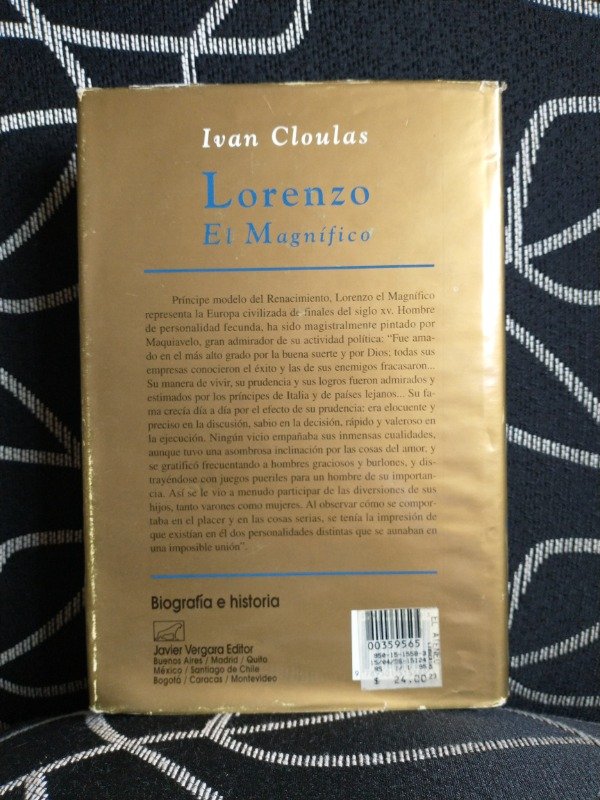 Ivan Cloulas
Lorenzo
El Magnífico
Príncipe modelo del Renacimiento, Lorenzo el Magnífico
representa la Europa civilizada de finales del siglo XV. Hombre
de personalidad fecunda, ha sido magistralmente pintado por
Maquiavelo, gran admirador de su actividad política: "Fue ama-
do en el más alto grado por la buena suerte y por Dios; todas sus
empresas conocieron el éxito y las de sus enemigos fracasaron...
Su manera de vivir, su prudencia y sus logros fueron admirados y
estimados por los príncipes de Italia y de países lejanos... Su fa-
ma crecía día a día por el efecto de su prudencia: era elocuente y
preciso en la discusión, sabio en la decisión, rápido y valeroso en
la ejecución. Ningún vicio empañaba sus inmensas cualidades,
aunque tuvo una asombrosa inclinación por las cosas del amor, y
se gratificó frecuentando a hombres graciosos y burlones, y dis-
trayéndose con juegos pueriles para un hombre de su importan-
cia. Así se le vio a menudo participar de las diversiones de sus
hijos, tanto varones como mujeres. Al observar cómo se compor-
taba en el placer y en las cosas serias, se tenía la impresión de
que existían en él dos personalidades distintas que se aunaban en
una imposible unión".
Biografía e historia
Javier Vergara Editor
Buenos Aires / Madrid / Quito
México / Santiago de Chile
Bogotá / Caracas / Montevideo
00359565
950-15-1550-3
15/04/96-15124
$ 24.00
EL ATENEO